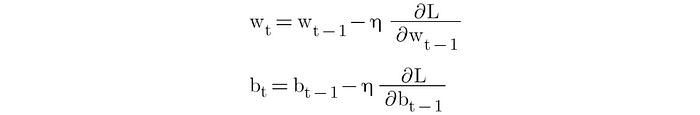 w_t = w_{t-1} - η ∂L/∂w_{t-1}
b_t = b_{t-1} - η ∂L/∂b_{t-1}